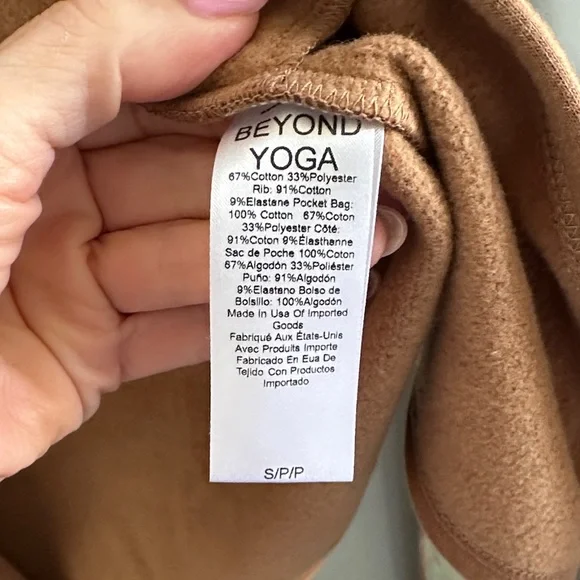 BEYOND
YOGA
67%Cotton 33%Polyester
Rib: 91%Cotton
9%Elastane Pocket Bag:
100% Cotton 67%Coton
33%Polyester Côté:
91%Coton 9%Élasthanne
Sac de Poche 100%Coton
67%Algodón 33%Poliéster
Puño: 91%Algodón
9%Elastano Bolso de
Bolsillo: 100%Algodón
Made In Usa Of Imported
Goods
Fabriqué Aux États-Unis
Avec Produits Importe
Fabricado En Eua De
Tejido Con Productos
Importado
S/P/P